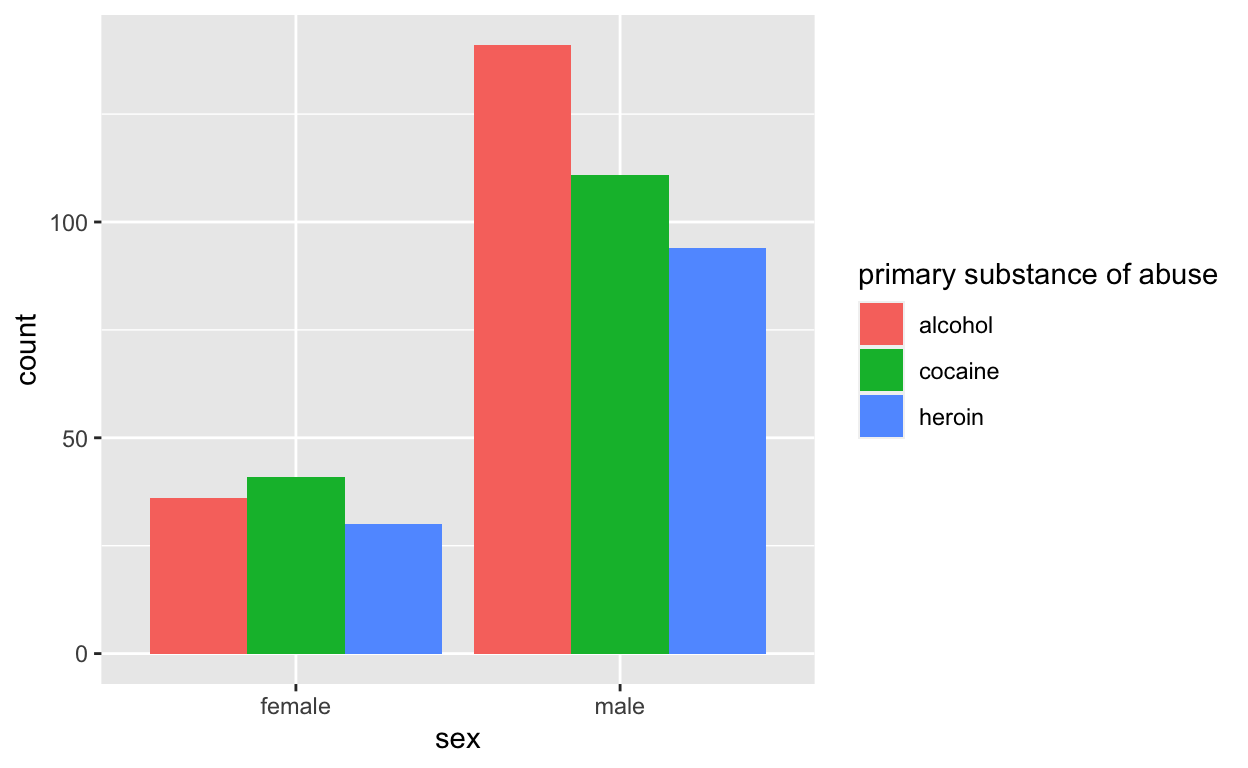 100
50
0
count
female
male
sex
primary substance of abuse
alcohol
cocaine
heroin